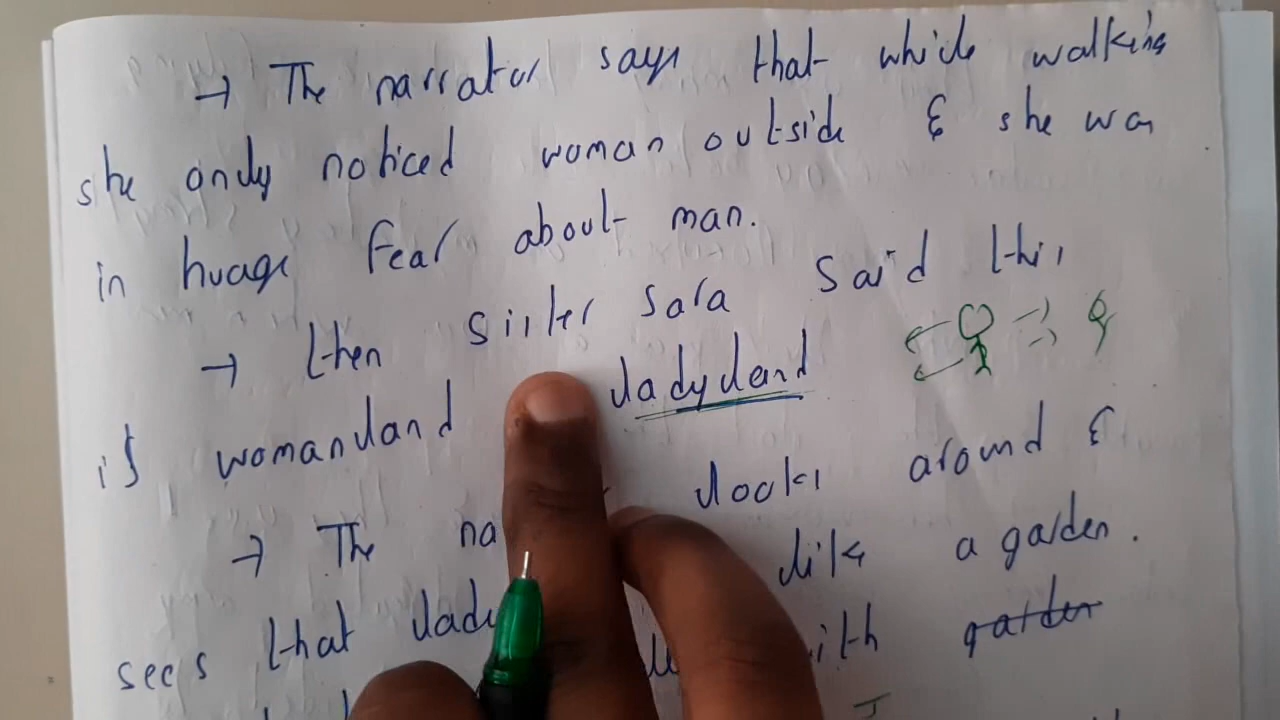 → The narrator says that while walking
she only noticed woman outside & she was
in huage fear about man.
→ then sister sara said this
is womanland ladyland
→ The looks around &
sees that like a garden.
with garden